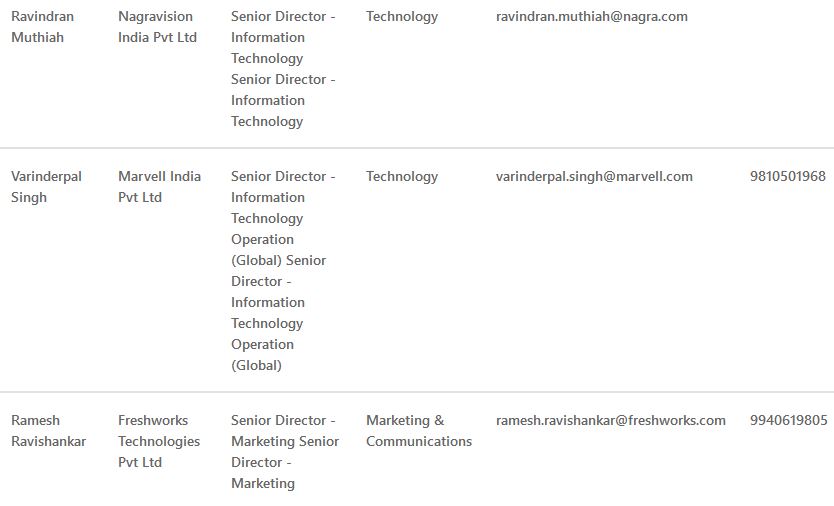 Ravindran
Muthiah
Nagravision
India Pvt Ltd
Senior Director -
Information
Technology
Senior Director -
Information
Technology
Technology
ravindran.muthiah@nagra.com
Varinderpal
Singh
Marvell India
Pvt Ltd
Senior Director -
Information
Technology
Operation
(Global) Senior
Director -
Information
Technology
Operation
(Global)
Technology
varinderpal.singh@marvell.com
9810501968
Ramesh
Ravishankar
Freshworks
Technologies
Pvt Ltd
Senior Director -
Marketing Senior
Director -
Marketing
Marketing &
Communications
ramesh.ravishankar@freshworks.com
9940619805